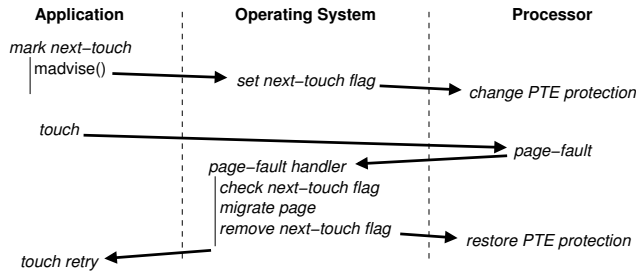 Application Operating System Processor
mark next−touch
madvise()
set next−touch flag
change PTE protection
touch
page−fault
page−fault handler
check next−touch flag
migrate page
remove next−touch flag
restore PTE protection
touch retry